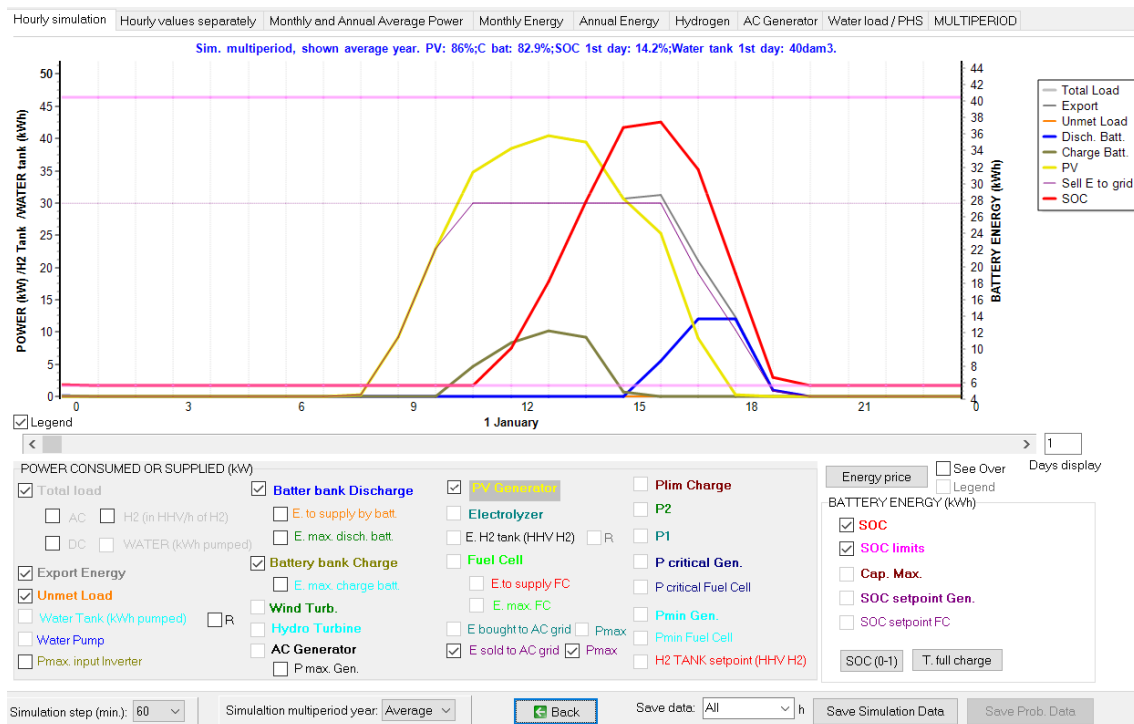 Hourly simulation Hourly values separately Monthly and Annual Average Power Monthly Energy Annual Energy Hydrogen AC Generator Water load / PHS MULTIPERIOD
Sim. multiperiod, shown average year. PV: 86%;C bat: 82.9%;SOC 1st day: 14.2%;Water tank 1st day: 40dam3.
POWER (kW) /H2 Tank /WATER tank (kWh)
50
45
40
35
30
25
20
15
10
5
0
44
42
40
38
36
34
32
30
28
26
24
22
20
18
16
14
12
10
8
6
4
BATTERY ENERGY (kWh)
Total Load
Export
Unmet Load
Disch. Batt.
Charge Batt.
PV
Sell E to grid
SOC
0 3 6 9 12 15 18 21 0
1 January
Legend
1
Days display
POWER CONSUMED OR SUPPLIED (kW)
Total load
AC H2 (in HHV/h of H2)
DC WATER (kWh pumped)
Export Energy
Unmet Load
Water Tank (kWh pumped) R
Water Pump
Pmax. input Inverter
Batter bank Discharge
E. to supply by batt.
E. max. disch. batt.
Battery bank Charge
E. max. charge batt.
Wind Turb.
Hydro Turbine
AC Generator
P max. Gen.
PV Generator
Electrolyzer
E. H2 tank (HHV H2) R
Fuel Cell
E.to supply FC
E. max. FC
E bought to AC grid Pmax
E sold to AC grid Pmax
Plim Charge
P2
P1
P critical Gen.
P critical Fuel Cell
Pmin Gen.
Pmin Fuel Cell
H2 TANK setpoint (HHV H2)
Energy price
See Over
Legend
BATTERY ENERGY (kWh)
SOC
SOC limits
Cap. Max.
SOC setpoint Gen.
SOC setpoint FC
SOC (0-1) T. full charge
Simulation step (min.): 60 Simulaltion multiperiod year: Average Back Save data: All h Save Simulation Data Save Prob. Data